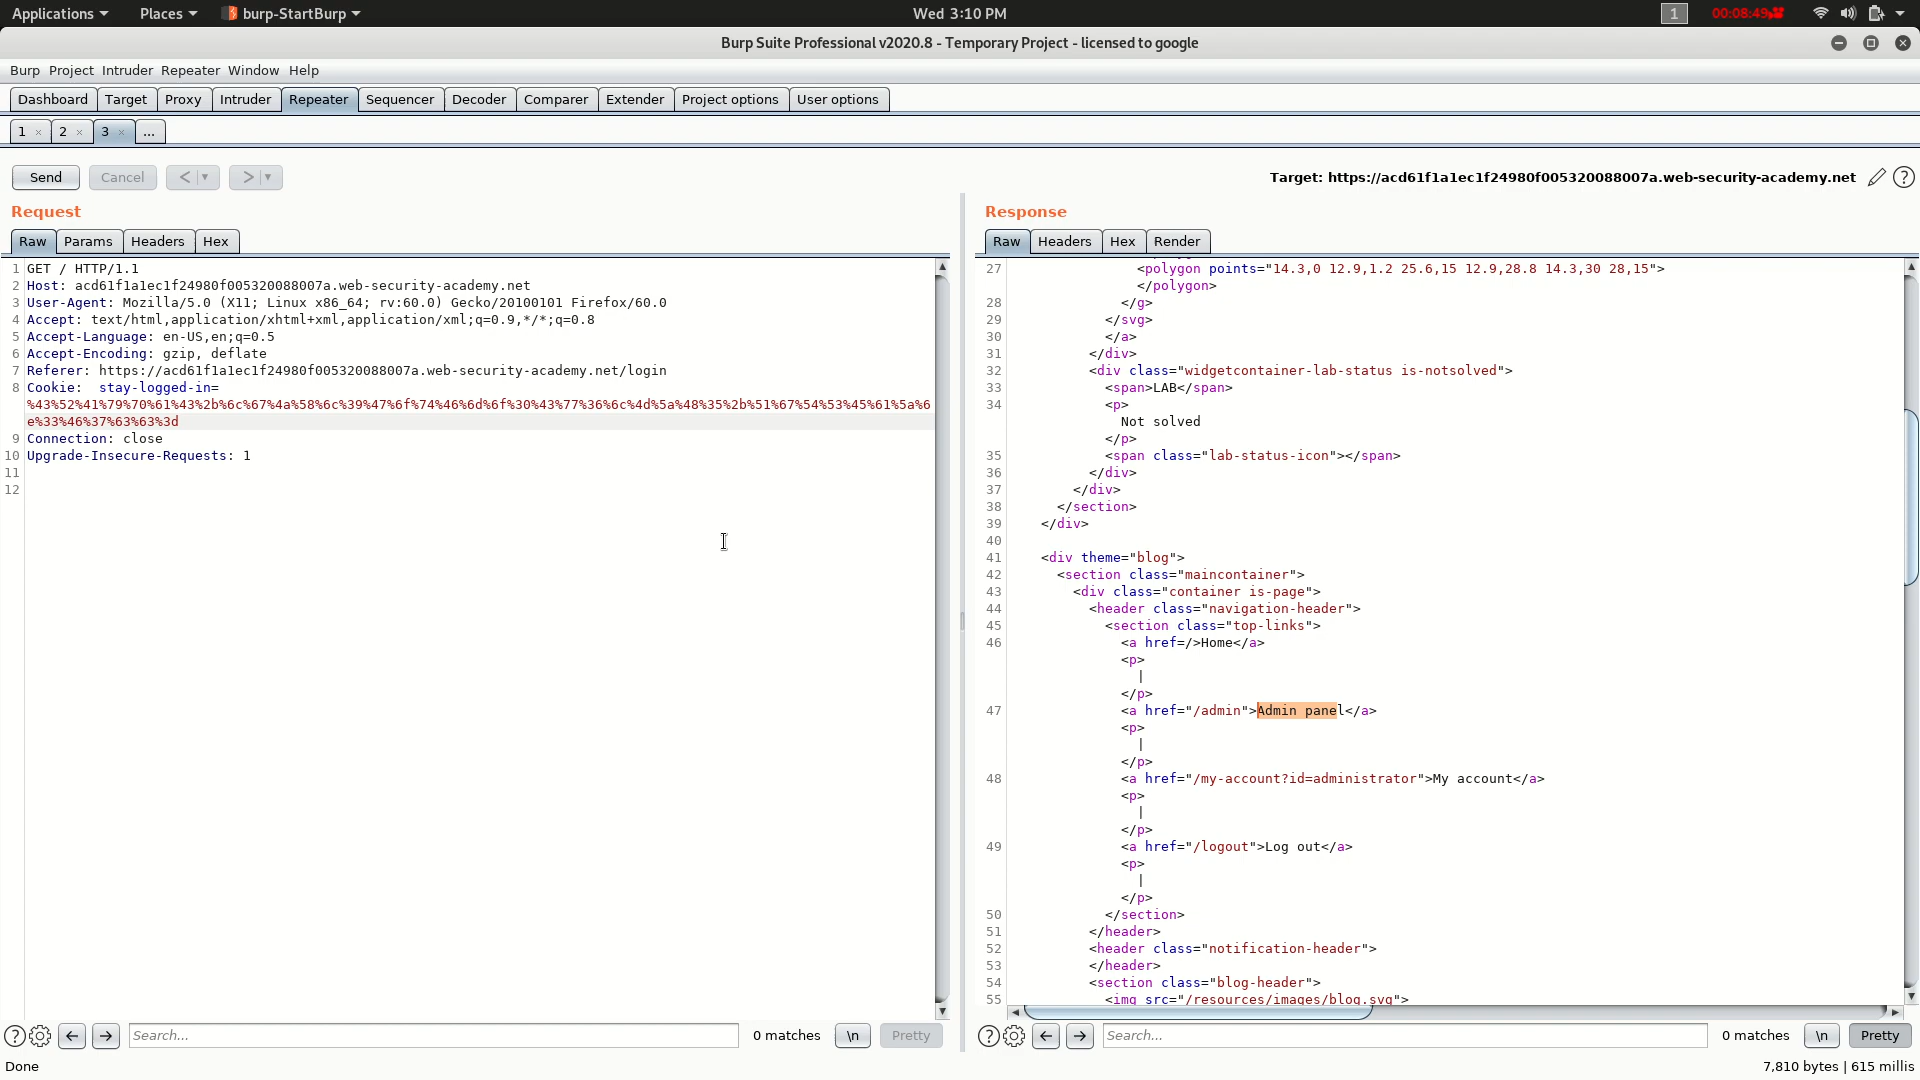 Applications Places burp-StartBurp Wed 3:10 PM 1 00:08:49
Burp Suite Professional v2020.8 - Temporary Project - licensed to google
Burp Project Intruder Repeater Window Help
Dashboard Target Proxy Intruder Repeater Sequencer Decoder Comparer Extender Project options User options
1 × 2 × 3 × ...
Send Cancel < > Target: https://acd61f1a1ec1f24980f005320088007a.web-security-academy.net ?
Request
Raw Params Headers Hex
1 GET / HTTP/1.1
2 Host: acd61f1a1ec1f24980f005320088007a.web-security-academy.net
3 User-Agent: Mozilla/5.0 (X11; Linux x86_64; rv:60.0) Gecko/20100101 Firefox/60.0
4 Accept: text/html,application/xhtml+xml,application/xml;q=0.9,*/*;q=0.8
5 Accept-Language: en-US,en;q=0.5
6 Accept-Encoding: gzip, deflate
7 Referer: https://acd61f1a1ec1f24980f005320088007a.web-security-academy.net/login
8 Cookie:  stay-logged-in=
%43%52%41%79%70%61%43%2b%6c%67%4a%58%6c%39%47%6f%74%46%6d%6f%30%43%77%36%6c%4d%5a%48%35%2b%51%67%54%53%45%61%5a%6
e%33%46%37%63%63%3d
9 Connection: close
10 Upgrade-Insecure-Requests: 1
11
12
Response
Raw Headers Hex Render
27 <polygon points="14.3,0 12.9,1.2 25.6,15 12.9,28.8 14.3,30 28,15">
</polygon>
28 </g>
29 </svg>
30 </a>
31 </div>
32 <div class="widgetcontainer-lab-status is-notsolved">
33 <span>LAB</span>
34 <p>
Not solved
</p>
35 <span class="lab-status-icon"></span>
36 </div>
37 </div>
38 </section>
39 </div>
40
41 <div theme="blog">
42 <section class="maincontainer">
43 <div class="container is-page">
44 <header class="navigation-header">
45 <section class="top-links">
46 <a href=/>Home</a>
<p>
|
</p>
47 <a href="/admin">Admin panel</a>
<p>
|
</p>
48 <a href="/my-account?id=administrator">My account</a>
<p>
|
</p>
49 <a href="/logout">Log out</a>
<p>
|
</p>
50 </section>
51 </header>
52 <header class="notification-header">
53 </header>
54 <section class="blog-header">
55 <img src="/resources/images/blog.svg">
? Search... 0 matches \n Pretty
? Search... 0 matches \n Pretty
Done 7,810 bytes | 615 millis